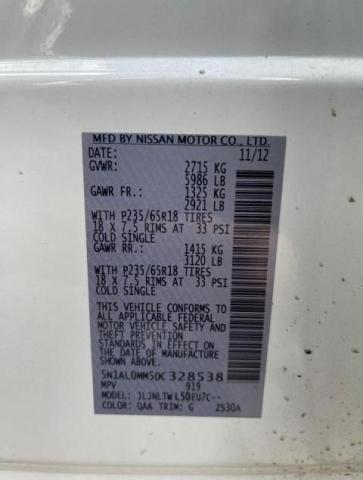 MFD BY NISSAN MOTOR CO., LTD.
DATE: 11/12
GVWR: 2715 KG
5986 LB
GAWR FR.: 1325 KG
2921 LB
WITH P235/65R18 TIRES
18 X 7.5 RIMS AT 33 PSI
COLD SINGLE
GAWR RR.: 1415 KG
3120 LB
WITH P235/65R18 TIRES
18 X 7.5 RIMS AT 33 PSI
COLD SINGLE
THIS VEHICLE CONFORMS TO
ALL APPLICABLE FEDERAL
MOTOR VEHICLE SAFETY
AND THEFT PREVENTION
STANDARDS IN EFFECT ON
THE DATE OF MANUFACTURE
SHOWN ABOVE
5N1AL0MM5DC328538
MPV 919
MODEL: JLJNLTWL50EU7C--
COLOR: QAA TRIM: G ZS30A